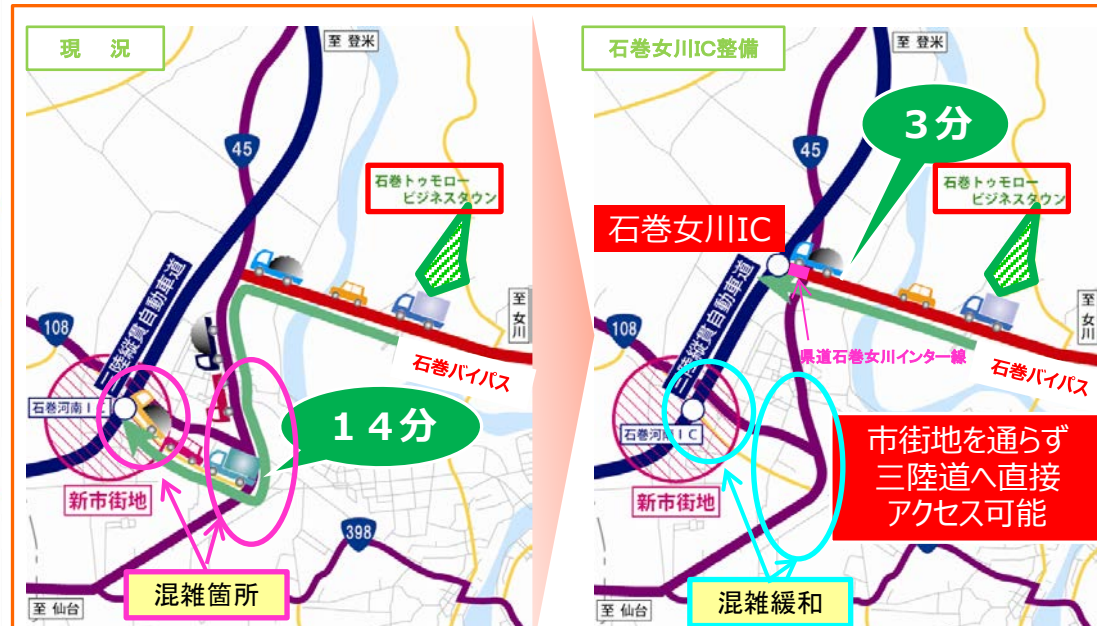 現　況
至 登米
45
石巻トゥモロー
ビジネスタウン
108
三陸縦貫自動車道
至 女川
石巻バイパス
石巻河南IC
14分
新市街地
398
混雑箇所
至 仙台
石巻女川IC整備
至 登米
3分
45
石巻トゥモロー
ビジネスタウン
石巻女川IC
至 女川
108
三陸縦貫自動車道
県道石巻女川インター線
石巻バイパス
石巻河南IC
市街地を通らず
三陸道へ直接
アクセス可能
新市街地
398
混雑緩和
至 仙台